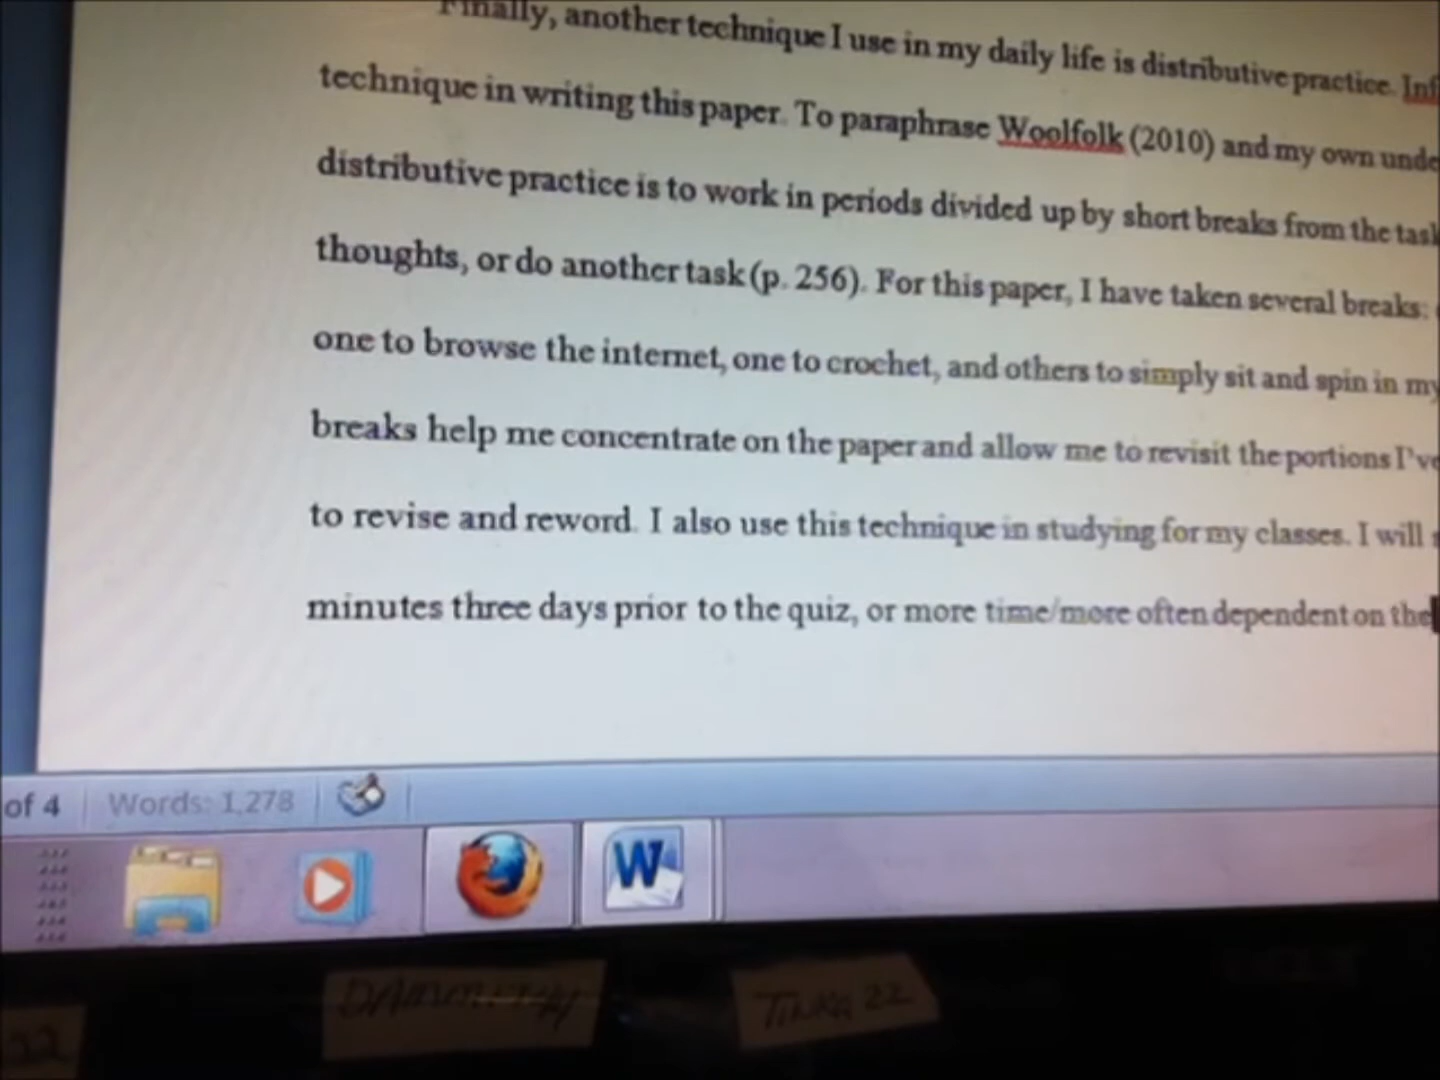 Finally, another technique I use in my daily life is distributive practice. Inf
technique in writing this paper. To paraphrase Woolfolk (2010) and my own unde
distributive practice is to work in periods divided up by short breaks from the task
thoughts, or do another task (p. 256). For this paper, I have taken several breaks:
one to browse the internet, one to crochet, and others to simply sit and spin in my
breaks help me concentrate on the paper and allow me to revisit the portions I've
to revise and reword. I also use this technique in studying for my classes. I will
minutes three days prior to the quiz, or more time/more often dependent on the
of 4 Words: 1,278
W
22